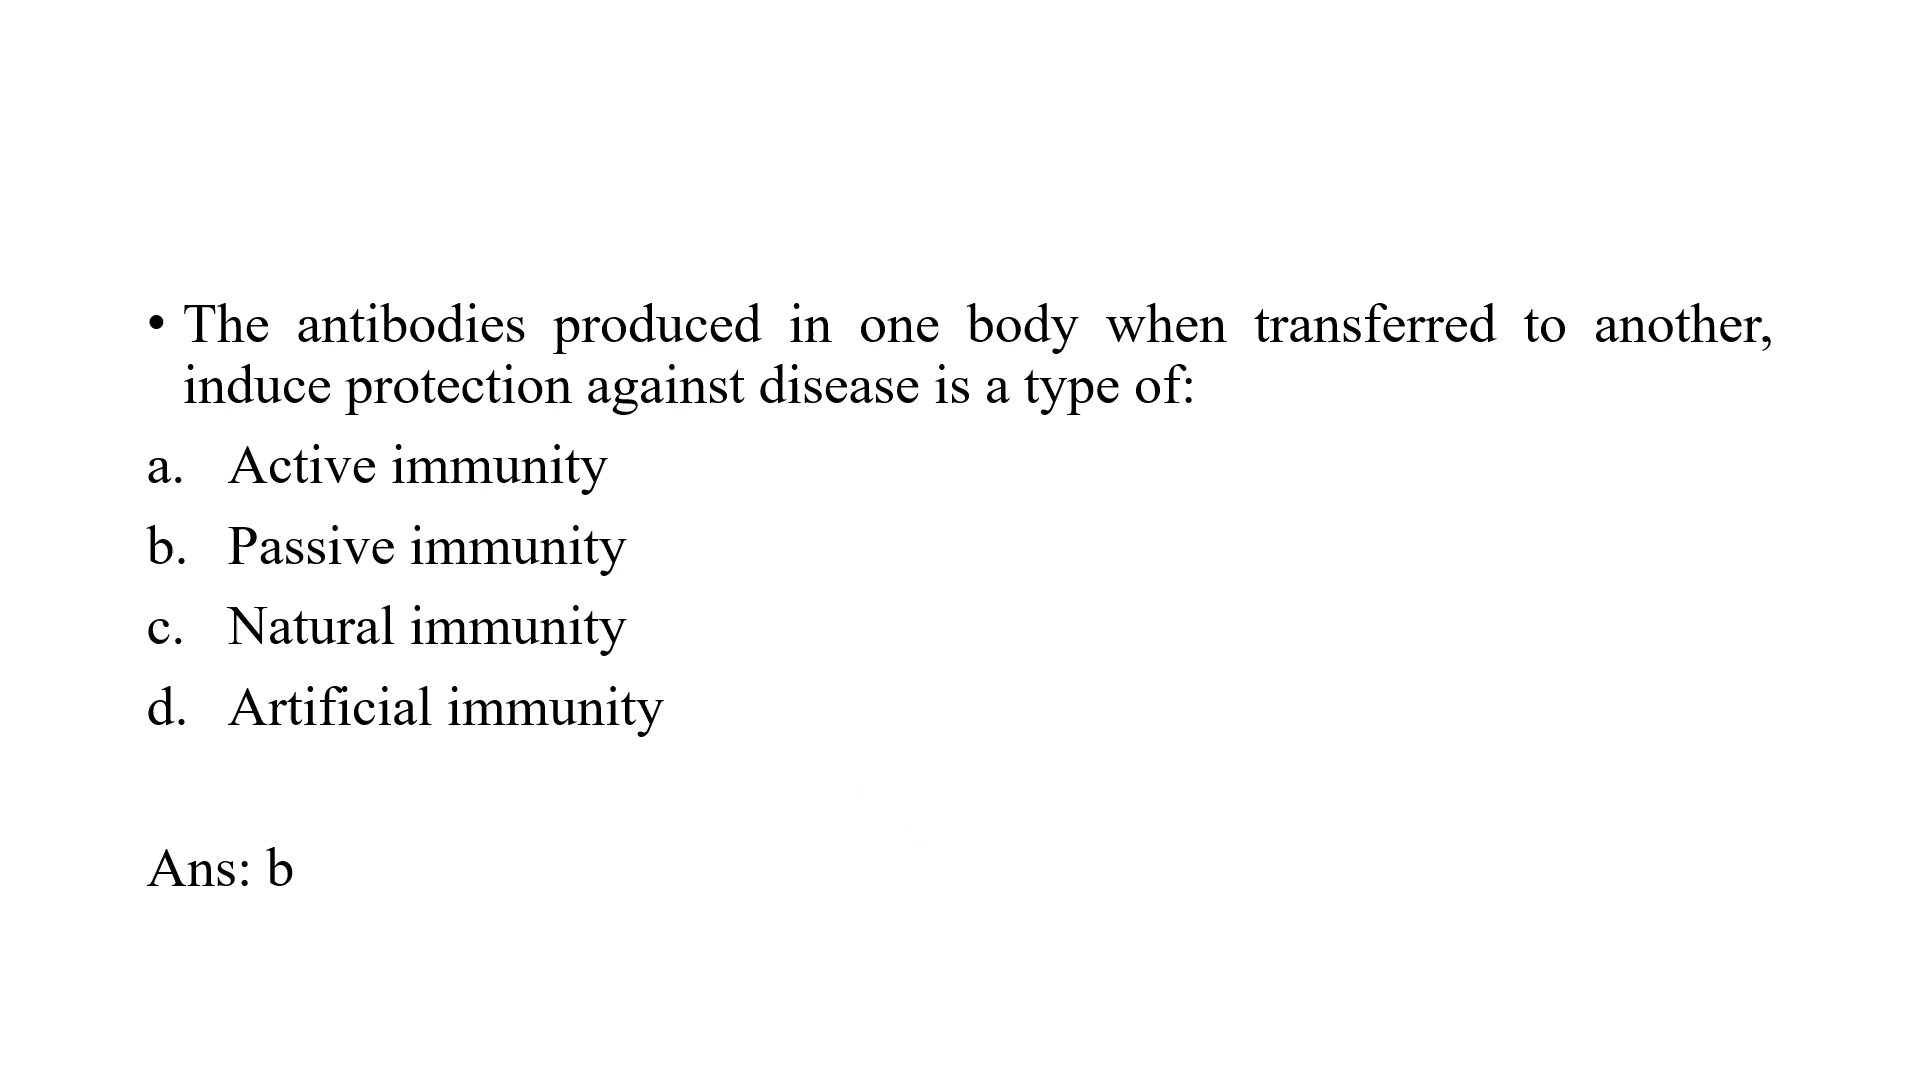 • The antibodies produced in one body when transferred to another,
induce protection against disease is a type of:
a. Active immunity
b. Passive immunity
c. Natural immunity
d. Artificial immunity
Ans: b